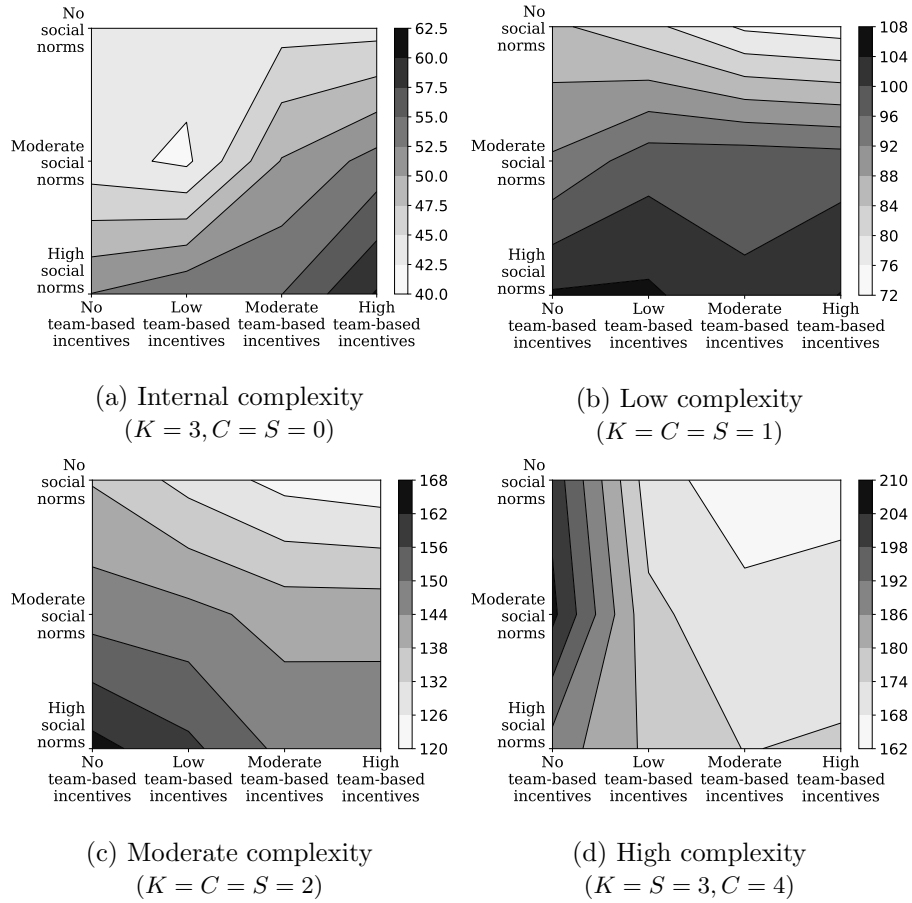 No
social
norms
Moderate
social
norms
High
social
norms
No
team-based
incentives
Low
team-based
incentives
Moderate
team-based
incentives
High
team-based
incentives
62.5
60.0
57.5
55.0
52.5
50.0
47.5
45.0
42.5
40.0
(a) Internal complexity
(K = 3, C = S = 0)
No
social
norms
Moderate
social
norms
High
social
norms
No
team-based
incentives
Low
team-based
incentives
Moderate
team-based
incentives
High
team-based
incentives
108
104
100
96
92
88
84
80
76
72
(b) Low complexity
(K = C = S = 1)
No
social
norms
Moderate
social
norms
High
social
norms
No
team-based
incentives
Low
team-based
incentives
Moderate
team-based
incentives
High
team-based
incentives
168
162
156
150
144
138
132
126
120
(c) Moderate complexity
(K = C = S = 2)
No
social
norms
Moderate
social
norms
High
social
norms
No
team-based
incentives
Low
team-based
incentives
Moderate
team-based
incentives
High
team-based
incentives
210
204
198
192
186
180
174
168
162
(d) High complexity
(K = S = 3, C = 4)